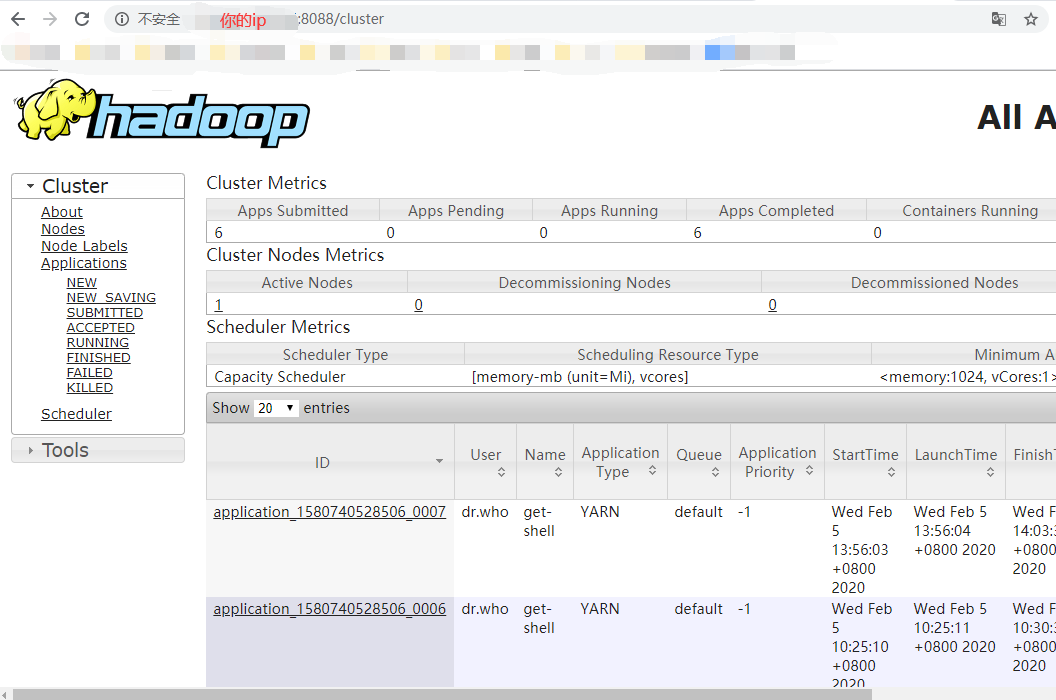 不安全 你的ip :8088/cluster
hadoop
All A
Cluster
About
Nodes
Node Labels
Applications
NEW
NEW_SAVING
SUBMITTED
ACCEPTED
RUNNING
FINISHED
FAILED
KILLED
Scheduler
Tools
Cluster Metrics
Apps Submitted Apps Pending Apps Running Apps Completed Containers Running
6 0 0 6 0
Cluster Nodes Metrics
Active Nodes Decommissioning Nodes Decommissioned Nodes
1 0 0
Scheduler Metrics
Scheduler Type Scheduling Resource Type Minimum A
Capacity Scheduler [memory-mb (unit=Mi), vcores] <memory:1024, vCores:1>
Show 20 entries
ID User Name Application Type Queue Application Priority StartTime LaunchTime FinishT
application_1580740528506_0007 dr.who get-shell YARN default -1 Wed Feb 5 13:56:03 +0800 2020 Wed Feb 5 13:56:04 +0800 2020 Wed F 14:03:3 +0800 2020
application_1580740528506_0006 dr.who get-shell YARN default -1 Wed Feb 5 10:25:10 +0800 2020 Wed Feb 5 10:25:11 +0800 2020 Wed F 10:30:3 +0800 2020